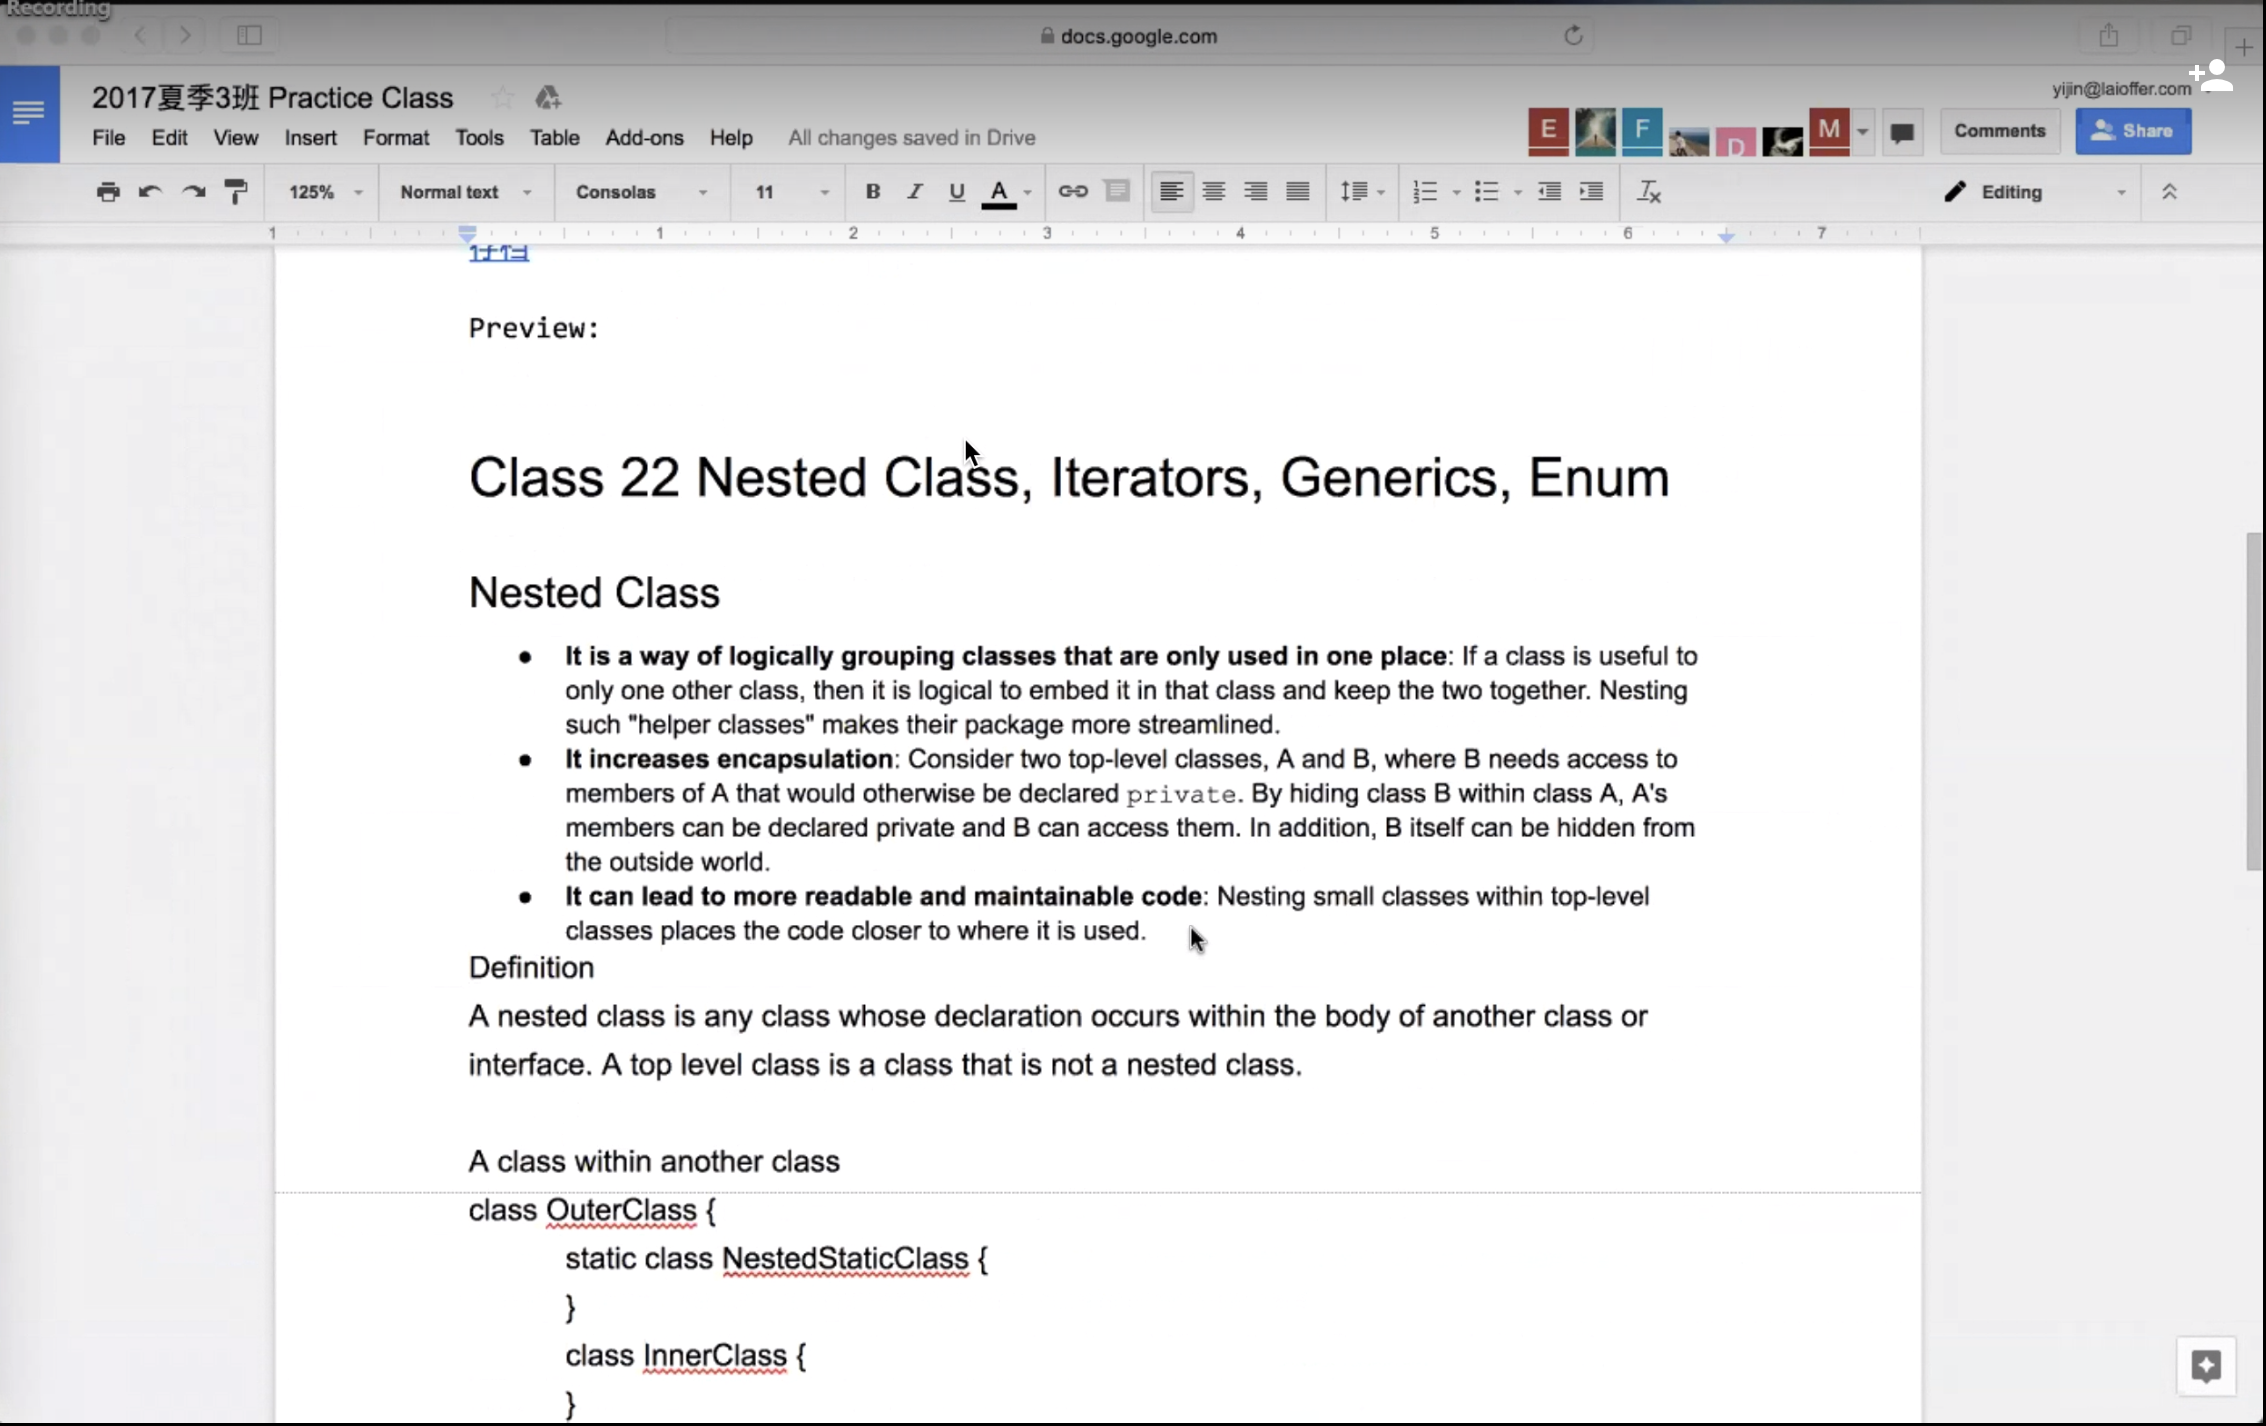 Recording
docs.google.com
2017夏季3班 Practice Class
yijin@laioffer.com
File Edit View Insert Format Tools Table Add-ons Help All changes saved in Drive
E F D M Comments Share
125% Normal text Consolas 11 B I U A Editing
1 1 2 3 4 5 6 7
Preview:
Class 22 Nested Class, Iterators, Generics, Enum
Nested Class
● It is a way of logically grouping classes that are only used in one place: If a class is useful to
only one other class, then it is logical to embed it in that class and keep the two together. Nesting
such "helper classes" makes their package more streamlined.
● It increases encapsulation: Consider two top-level classes, A and B, where B needs access to
members of A that would otherwise be declared private. By hiding class B within class A, A's
members can be declared private and B can access them. In addition, B itself can be hidden from
the outside world.
● It can lead to more readable and maintainable code: Nesting small classes within top-level
classes places the code closer to where it is used.
Definition
A nested class is any class whose declaration occurs within the body of another class or
interface. A top level class is a class that is not a nested class.
A class within another class
class OuterClass {
static class NestedStaticClass {
}
class InnerClass {
}